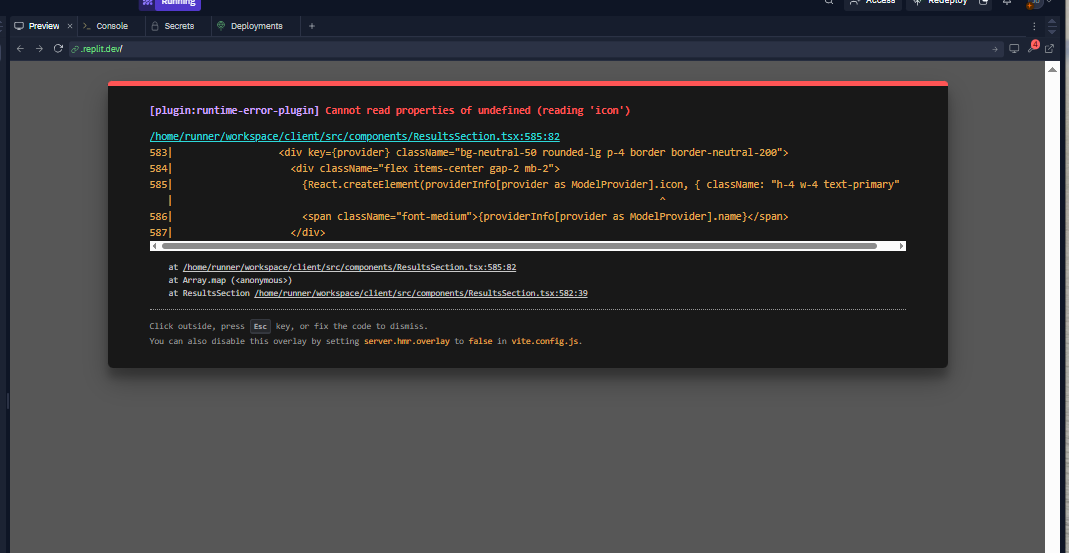 Running
Access
Redeploy
Preview × >_ Console Secrets Deployments +
.replit.dev/
4
[plugin:runtime-error-plugin] Cannot read properties of undefined (reading 'icon')
/home/runner/workspace/client/src/components/ResultsSection.tsx:585:82
583| <div key={provider} className="bg-neutral-50 rounded-lg p-4 border border-neutral-200">
584| <div className="flex items-center gap-2 mb-2">
585| {React.createElement(providerInfo[provider as ModelProvider].icon, { className: "h-4 w-4 text-primary"
| ^
586| <span className="font-medium">{providerInfo[provider as ModelProvider].name}</span>
587| </div>
at /home/runner/workspace/client/src/components/ResultsSection.tsx:585:82
at Array.map (<anonymous>)
at ResultsSection /home/runner/workspace/client/src/components/ResultsSection.tsx:582:39
Click outside, press Esc key, or fix the code to dismiss.
You can also disable this overlay by setting server.hmr.overlay to false in vite.config.js.